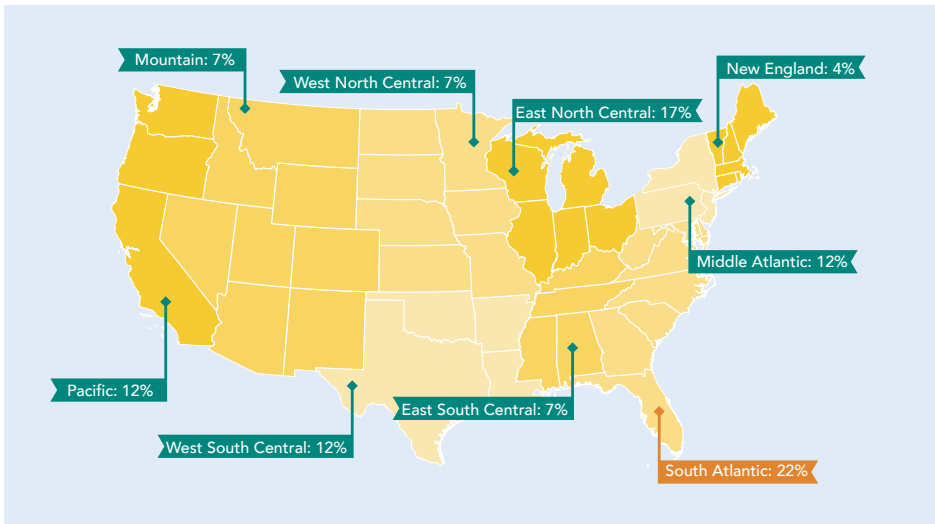 Mountain: 7%
New England: 4%
West North Central: 7%
East North Central: 17%
Middle Atlantic: 12%
Pacific: 12%
East South Central: 7%
West South Central: 12%
South Atlantic: 22%